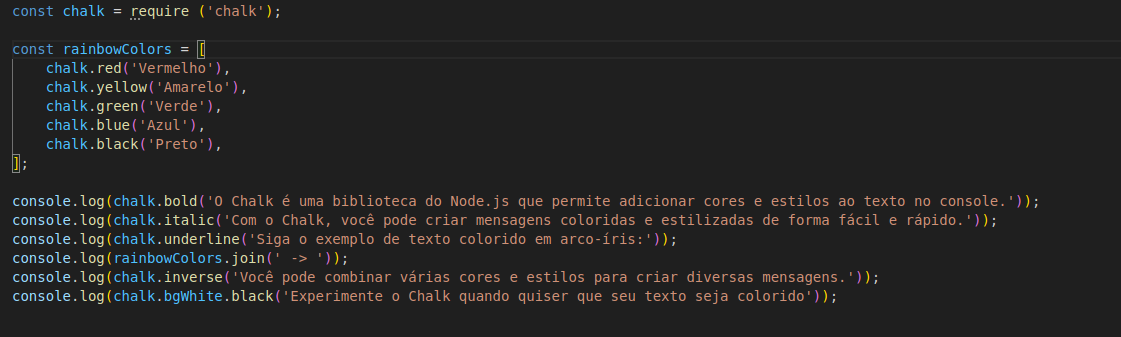 const chalk = require ('chalk');
const rainbowColors = [
    chalk.red('Vermelho'),
    chalk.yellow('Amarelo'),
    chalk.green('Verde'),
    chalk.blue('Azul'),
    chalk.black('Preto'),
];
console.log(chalk.bold('O Chalk é uma biblioteca do Node.js que permite adicionar cores e estilos ao texto no console.'));
console.log(chalk.italic('Com o Chalk, você pode criar mensagens coloridas e estilizadas de forma fácil e rápido.'));
console.log(chalk.underline('Siga o exemplo de texto colorido em arco-íris:'));
console.log(rainbowColors.join(' -> '));
console.log(chalk.inverse('Você pode combinar várias cores e estilos para criar diversas mensagens.'));
console.log(chalk.bgWhite.black('Experimente o Chalk quando quiser que seu texto seja colorido'));